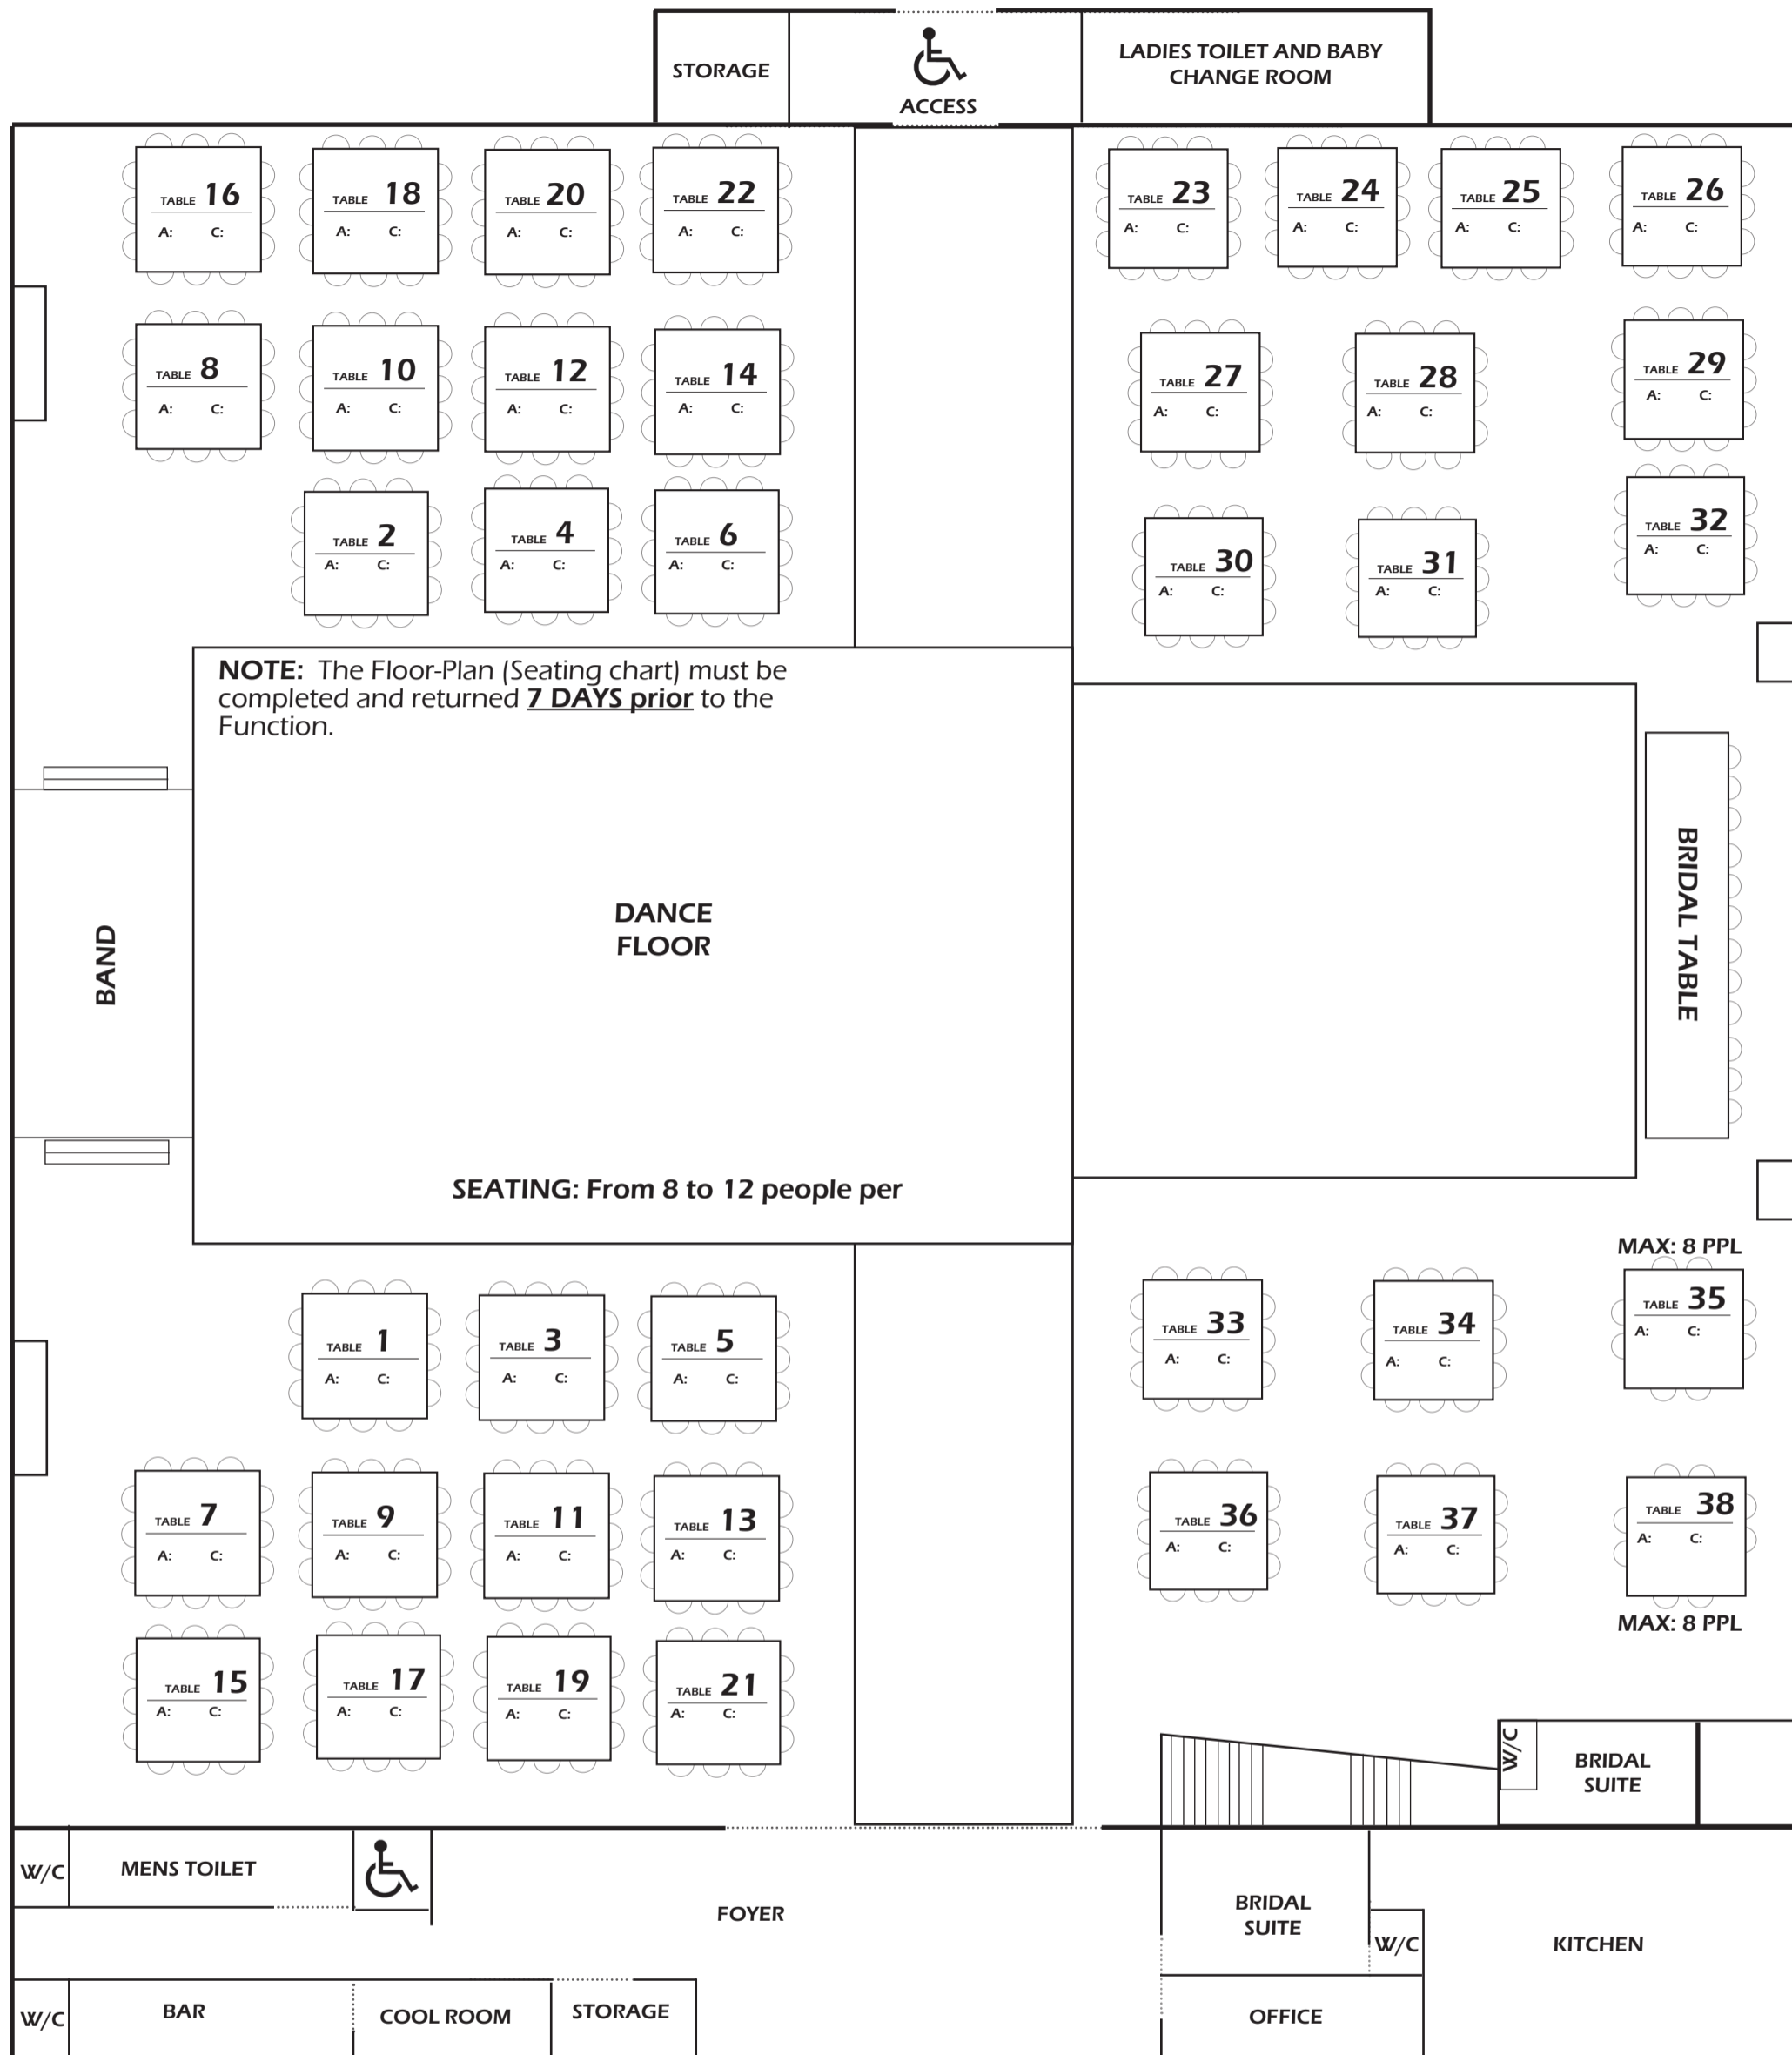 STORAGE
ACCESS
LADIES TOILET AND BABY
CHANGE ROOM
TABLE 16
A: C:
TABLE 18
A: C:
TABLE 20
A: C:
TABLE 22
A: C:
TABLE 23
A: C:
TABLE 24
A: C:
TABLE 25
A: C:
TABLE 26
A: C:
TABLE 8
A: C:
TABLE 10
A: C:
TABLE 12
A: C:
TABLE 14
A: C:
TABLE 27
A: C:
TABLE 28
A: C:
TABLE 29
A: C:
TABLE 2
A: C:
TABLE 4
A: C:
TABLE 6
A: C:
TABLE 30
A: C:
TABLE 31
A: C:
TABLE 32
A: C:
NOTE: The Floor-Plan (Seating chart) must be
completed and returned 7 DAYS prior to the
Function.
BAND
DANCE
FLOOR
BRIDAL TABLE
SEATING: From 8 to 12 people per
MAX: 8 PPL
TABLE 1
A: C:
TABLE 3
A: C:
TABLE 5
A: C:
TABLE 33
A: C:
TABLE 34
A: C:
TABLE 35
A: C:
TABLE 7
A: C:
TABLE 9
A: C:
TABLE 11
A: C:
TABLE 13
A: C:
TABLE 36
A: C:
TABLE 37
A: C:
TABLE 38
A: C:
MAX: 8 PPL
TABLE 15
A: C:
TABLE 17
A: C:
TABLE 19
A: C:
TABLE 21
A: C:
W/C
BRIDAL
SUITE
W/C
MENS TOILET
FOYER
BRIDAL
SUITE
W/C
KITCHEN
W/C
BAR
COOL ROOM
STORAGE
OFFICE